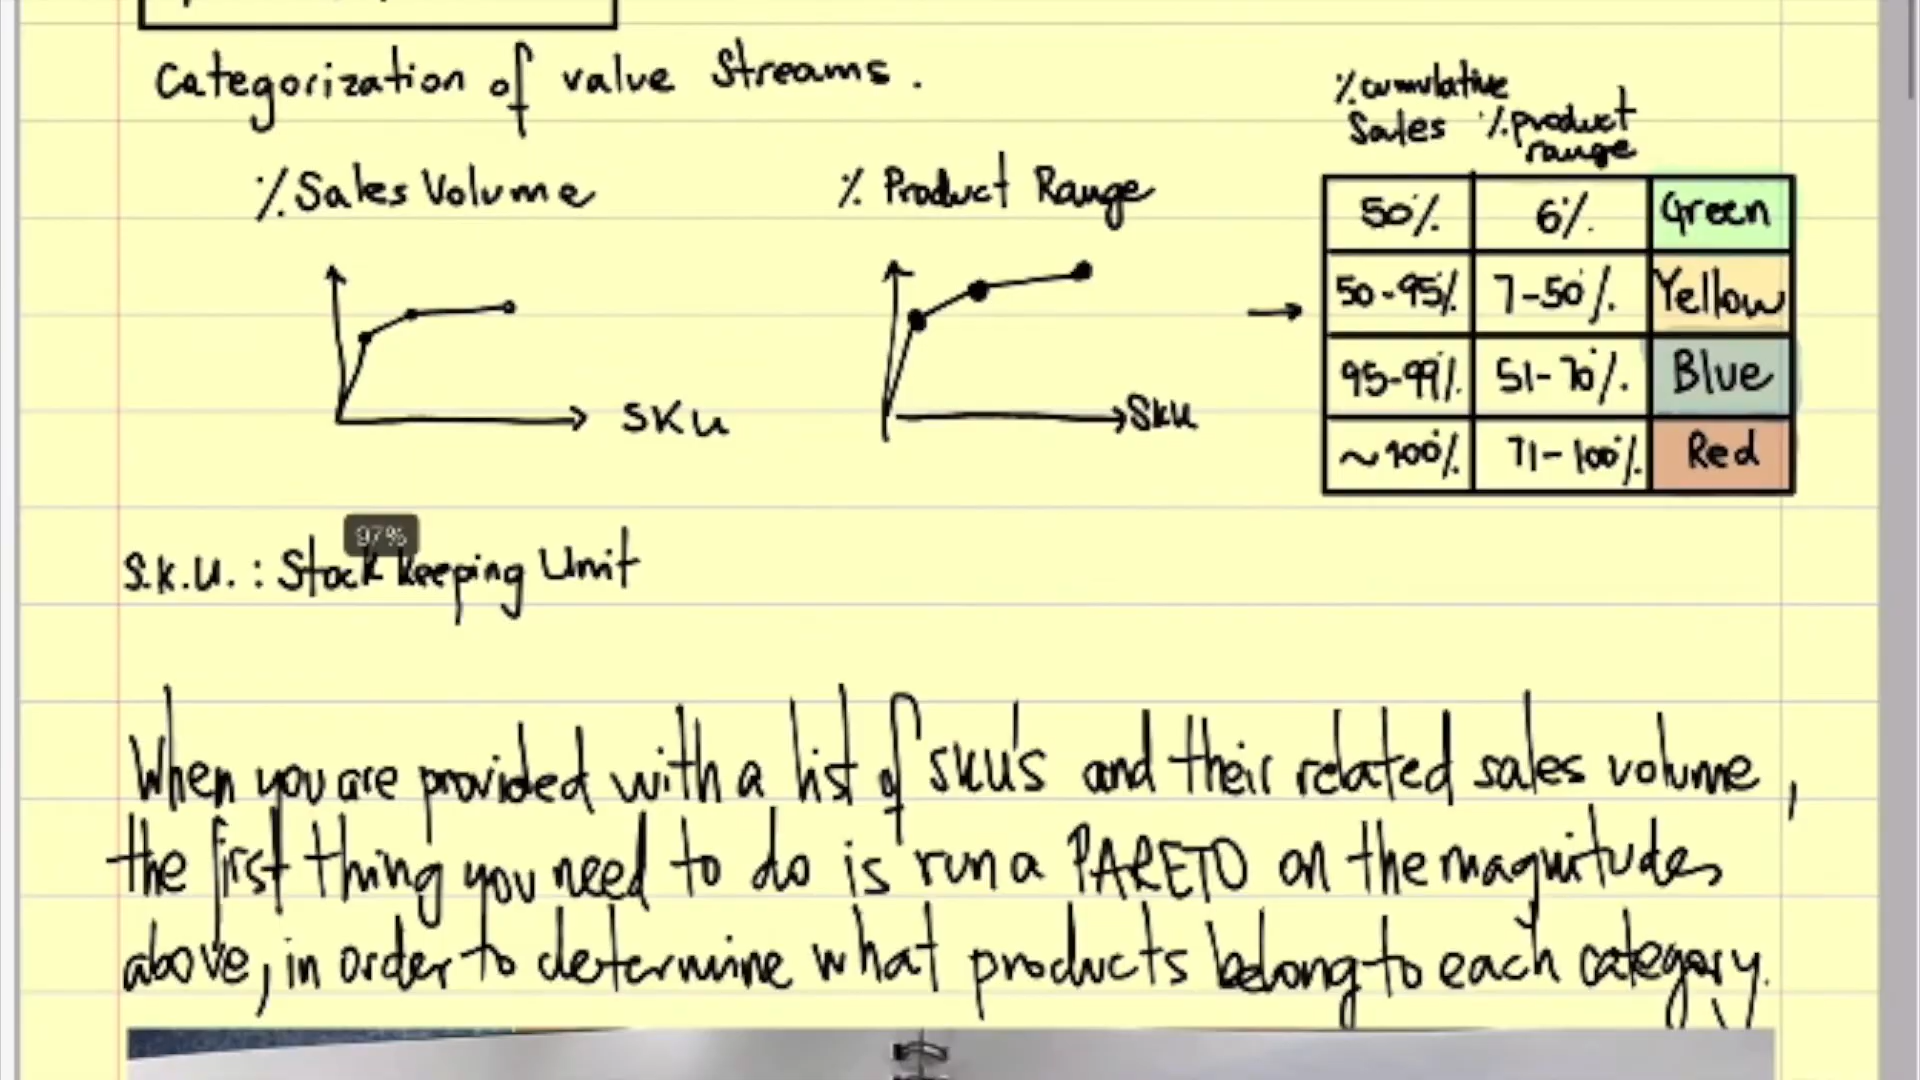 Categorization of value Streams.
% Sales Volume
% Product Range
SKU
SKU
% cumulative
Sales
% product
range
50% 6% Green
50-95% 7-50% Yellow
95-99% 51-70% Blue
~100% 71-100% Red
97%
S.K.U.: Stock Keeping Unit
When you are provided with a list of SKU's and their related sales volume,
the first thing you need to do is run a PARETO on the magnitudes
above, in order to determine what products belong to each category.